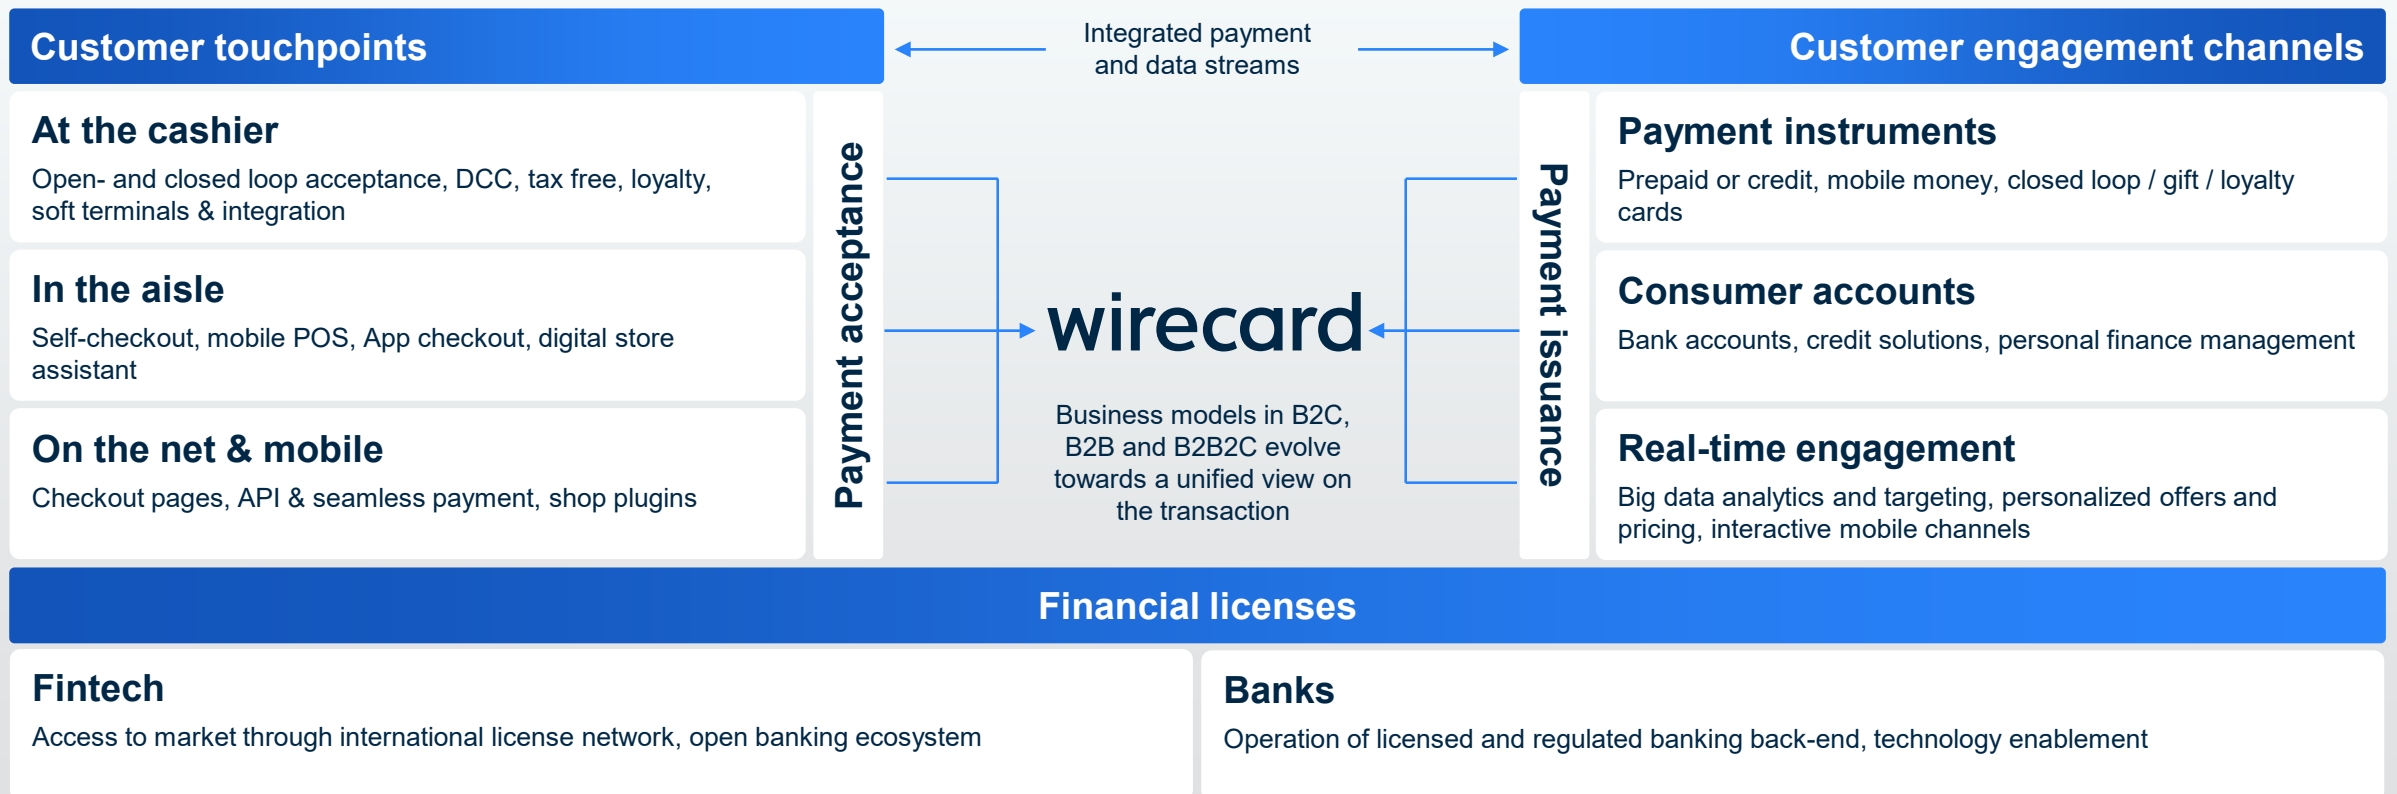 Customer touchpoints
Integrated payment
and data streams
Customer engagement channels
At the cashier
Open- and closed loop acceptance, DCC, tax free, loyalty,
soft terminals & integration
In the aisle
Self-checkout, mobile POS, App checkout, digital store
assistant
On the net & mobile
Checkout pages, API & seamless payment, shop plugins
Payment acceptance
wirecard
Business models in B2C,
B2B and B2B2C evolve
towards a unified view on
the transaction
Payment issuance
Payment instruments
Prepaid or credit, mobile money, closed loop / gift / loyalty
cards
Consumer accounts
Bank accounts, credit solutions, personal finance management
Real-time engagement
Big data analytics and targeting, personalized offers and
pricing, interactive mobile channels
Financial licenses
Fintech
Access to market through international license network, open banking ecosystem
Banks
Operation of licensed and regulated banking back-end, technology enablement